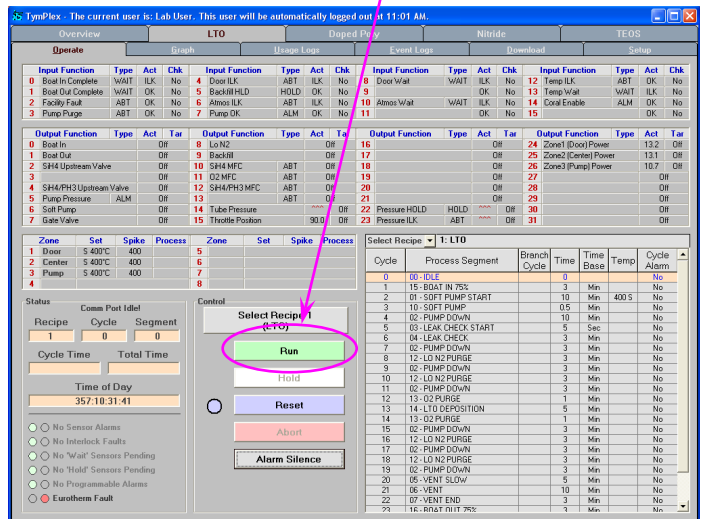 TymPlex - The current user is: Lab User. This user will be automatically logged out at 11:01 AM.
Overview LTO Doped Poly Nitride TEOS
Operate Graph Usage Logs Event Logs Download Setup
Input Function Type Act Chk Input Function Type Act Chk Input Function Type Act Chk Input Function Type Act Chk
0 Boat In Complete WAIT ILK No 4 Door ILK ABT ILK No 8 Door Wait WAIT ILK No 12 Temp ILK ABT OK No
1 Boat Out Complete WAIT OK No 5 Backfill HLD HOLD OK No 9 OK No 13 Temp Wait WAIT ILK No
2 Facility Fault ABT OK No 6 Atmos ILK ABT ILK No 10 Atmos Wait WAIT ILK No 14 Coral Enable ALM OK No
3 Pump Purge ABT OK No 7 Pump OK ALM OK No 11 OK No 15 OK No
Output Function Type Act Tar Output Function Type Act Tar Output Function Type Act Tar Output Function Type Act Tar
0 Boat In Off 8 Lo N2 Off 16 Off 24 Zone1 (Door) Power 13.2 Off
1 Boat Out Off 9 Backfill Off 17 Off 25 Zone2 (Center) Power 13.1 Off
2 SiH4 Upstream Valve Off 10 SiH4 MFC ABT Off 18 Off 26 Zone3 (Pump) Power 10.7 Off
3 Off 11 O2 MFC ABT Off 19 Off 27 Off
4 SiH4/PH3 Upstream Valve Off 12 SiH4/PH3 MFC ABT Off 20 Off 28 Off
5 Pump Pressure ALM Off 13 ABT Off 21 Off 29 Off
6 Soft Pump Off 14 Tube Pressure ^^^ Off 22 Pressure HOLD HOLD ^^^ Off 30 Off
7 Gate Valve Off 15 Throttle Position 90.0 Off 23 Pressure ILK ABT ^^^ Off 31 Off
Zone Set Spike Process Zone Set Spike Process Select Recipe 1: LTO
1 Door S 400°C 400 5
2 Center S 400°C 400 6
3 Pump S 400°C 400 7
4 8
Cycle Process Segment Branch Cycle Time Time Base Temp Cycle Alarm
0 00 - IDLE 0 No
1 15 - BOAT IN 75% 3 Min No
2 01 - SOFT PUMP START 10 Min 400 S No
3 10 - SOFT PUMP 0.5 Min No
4 02 - PUMP DOWN 10 Min No
5 03 - LEAK CHECK START 5 Sec No
6 04 - LEAK CHECK 3 Min No
7 02 - PUMP DOWN 3 Min No
8 12 - LO N2 PURGE 3 Min No
9 02 - PUMP DOWN 3 Min No
10 12 - LO N2 PURGE 3 Min No
11 02 - PUMP DOWN 3 Min No
12 13 - O2 PURGE 1 Min No
13 14 - LTO DEPOSITION 5 Min No
14 13 - O2 PURGE 1 Min No
15 02 - PUMP DOWN 3 Min No
16 12 - LO N2 PURGE 3 Min No
17 02 - PUMP DOWN 3 Min No
18 12 - LO N2 PURGE 3 Min No
19 02 - PUMP DOWN 3 Min No
20 05 - VENT SLOW 5 Min No
21 06 - VENT 10 Min No
22 07 - VENT END 3 Min No
23 16 - BOAT OUT 75% 3 Min No
Status
Comm Port Idle!
Recipe Cycle Segment
1 0 0
Cycle Time Total Time
Time of Day
357:10:31:41
No Sensor Alarms
No Interlock Faults
No 'Wait' Sensors Pending
No 'Hold' Sensors Pending
No Programmable Alarms
Eurotherm Fault
Control
Select Recipe 1
(LTO)
Run
Hold
Reset
Abort
Alarm Silence